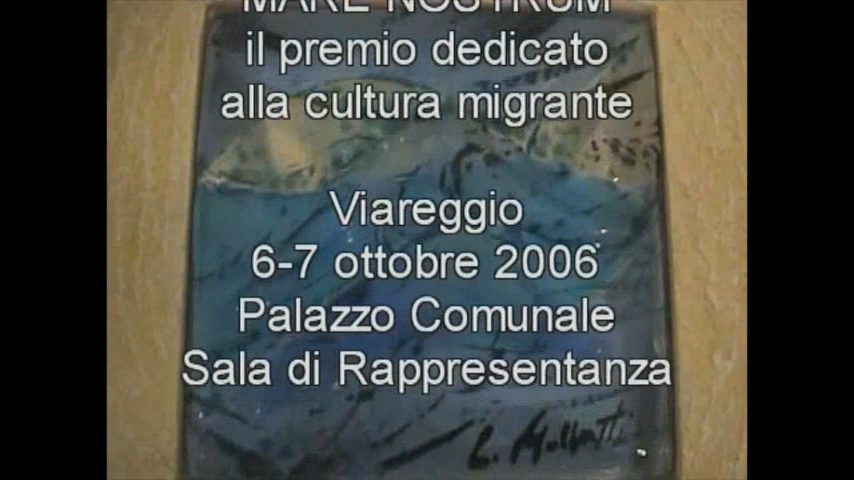 MARE NOSTRUM
il premio dedicato
alla cultura migrante
Viareggio
6-7 ottobre 2006
Palazzo Comunale
Sala di Rappresentanza